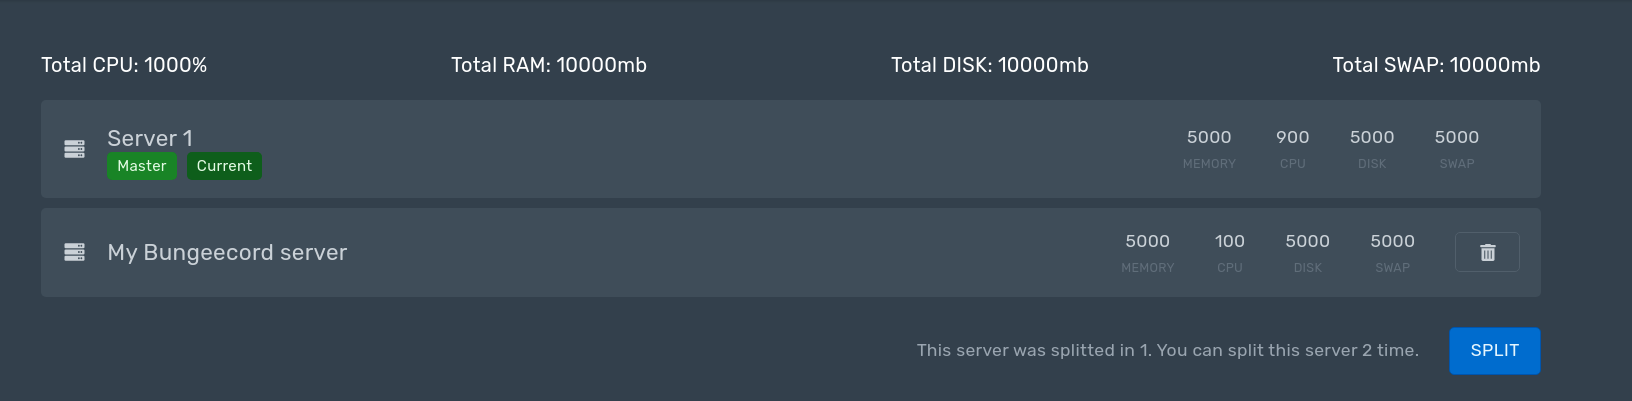 Total CPU: 1000% Total RAM: 10000mb Total DISK: 10000mb Total SWAP: 10000mb
Server 1
Master Current
5000 900 5000 5000
MEMORY CPU DISK SWAP
My Bungeecord server
5000 100 5000 5000
MEMORY CPU DISK SWAP
This server was splitted in 1. You can split this server 2 time. SPLIT